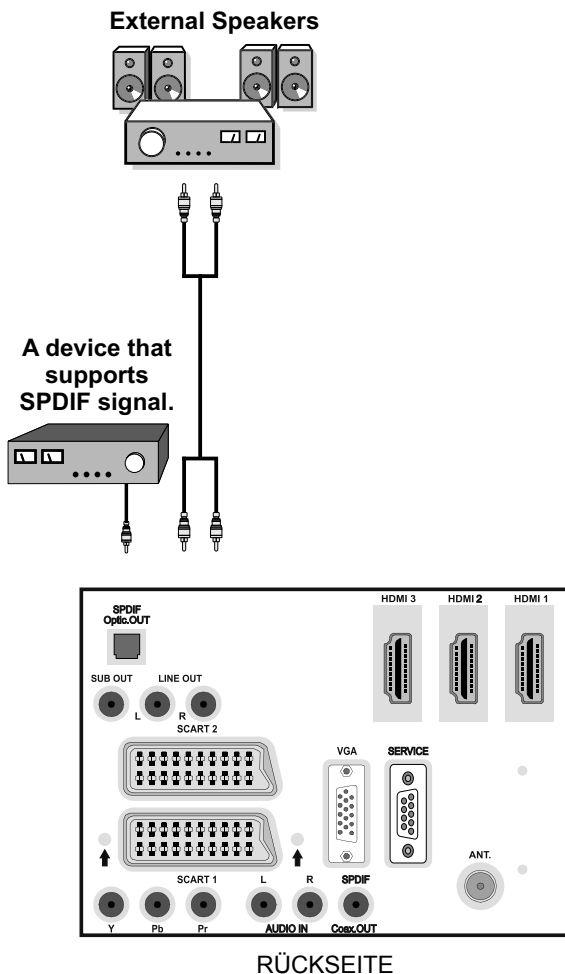 External Speakers
A device that
supports
SPDIF signal.
HDMI 3 HDMI 2 HDMI 1
SPDIF
Optic.OUT
SUB OUT LINE OUT
L R
SCART 2
VGA SERVICE
ANT.
SCART 1 L R SPDIF
Y Pb Pr AUDIO IN Coax.OUT
RÜCKSEITE